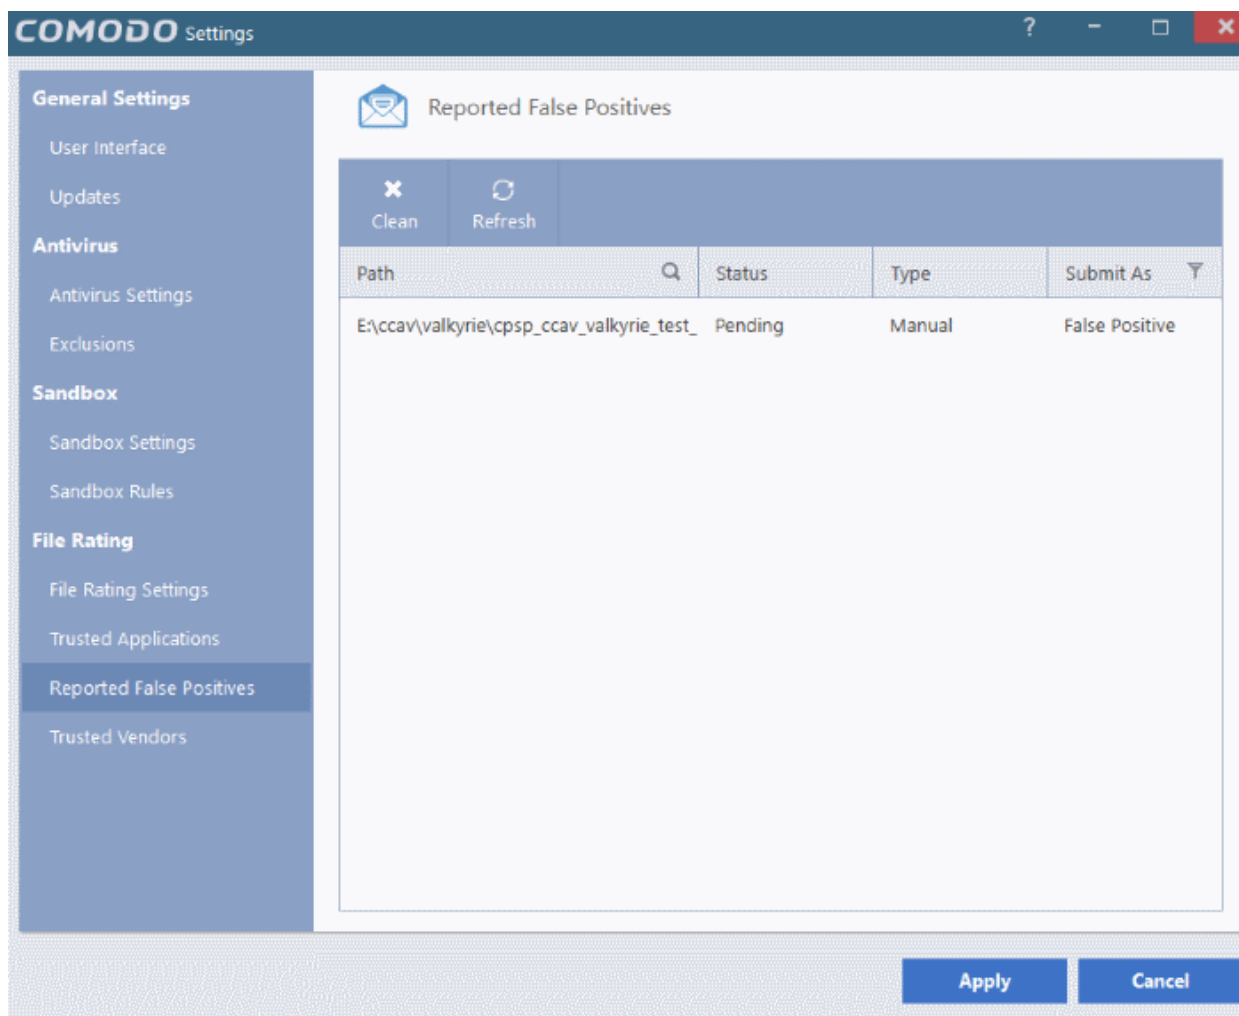 COMODO Settings
?
General Settings
User Interface
Updates
Antivirus
Antivirus Settings
Exclusions
Sandbox
Sandbox Settings
Sandbox Rules
File Rating
File Rating Settings
Trusted Applications
Reported False Positives
Trusted Vendors
Reported False Positives
Clean Refresh
Path Status Type Submit As
E:\ccav\valkyrie\cpsp_ccav_valkyrie_test_ Pending Manual False Positive
Apply Cancel